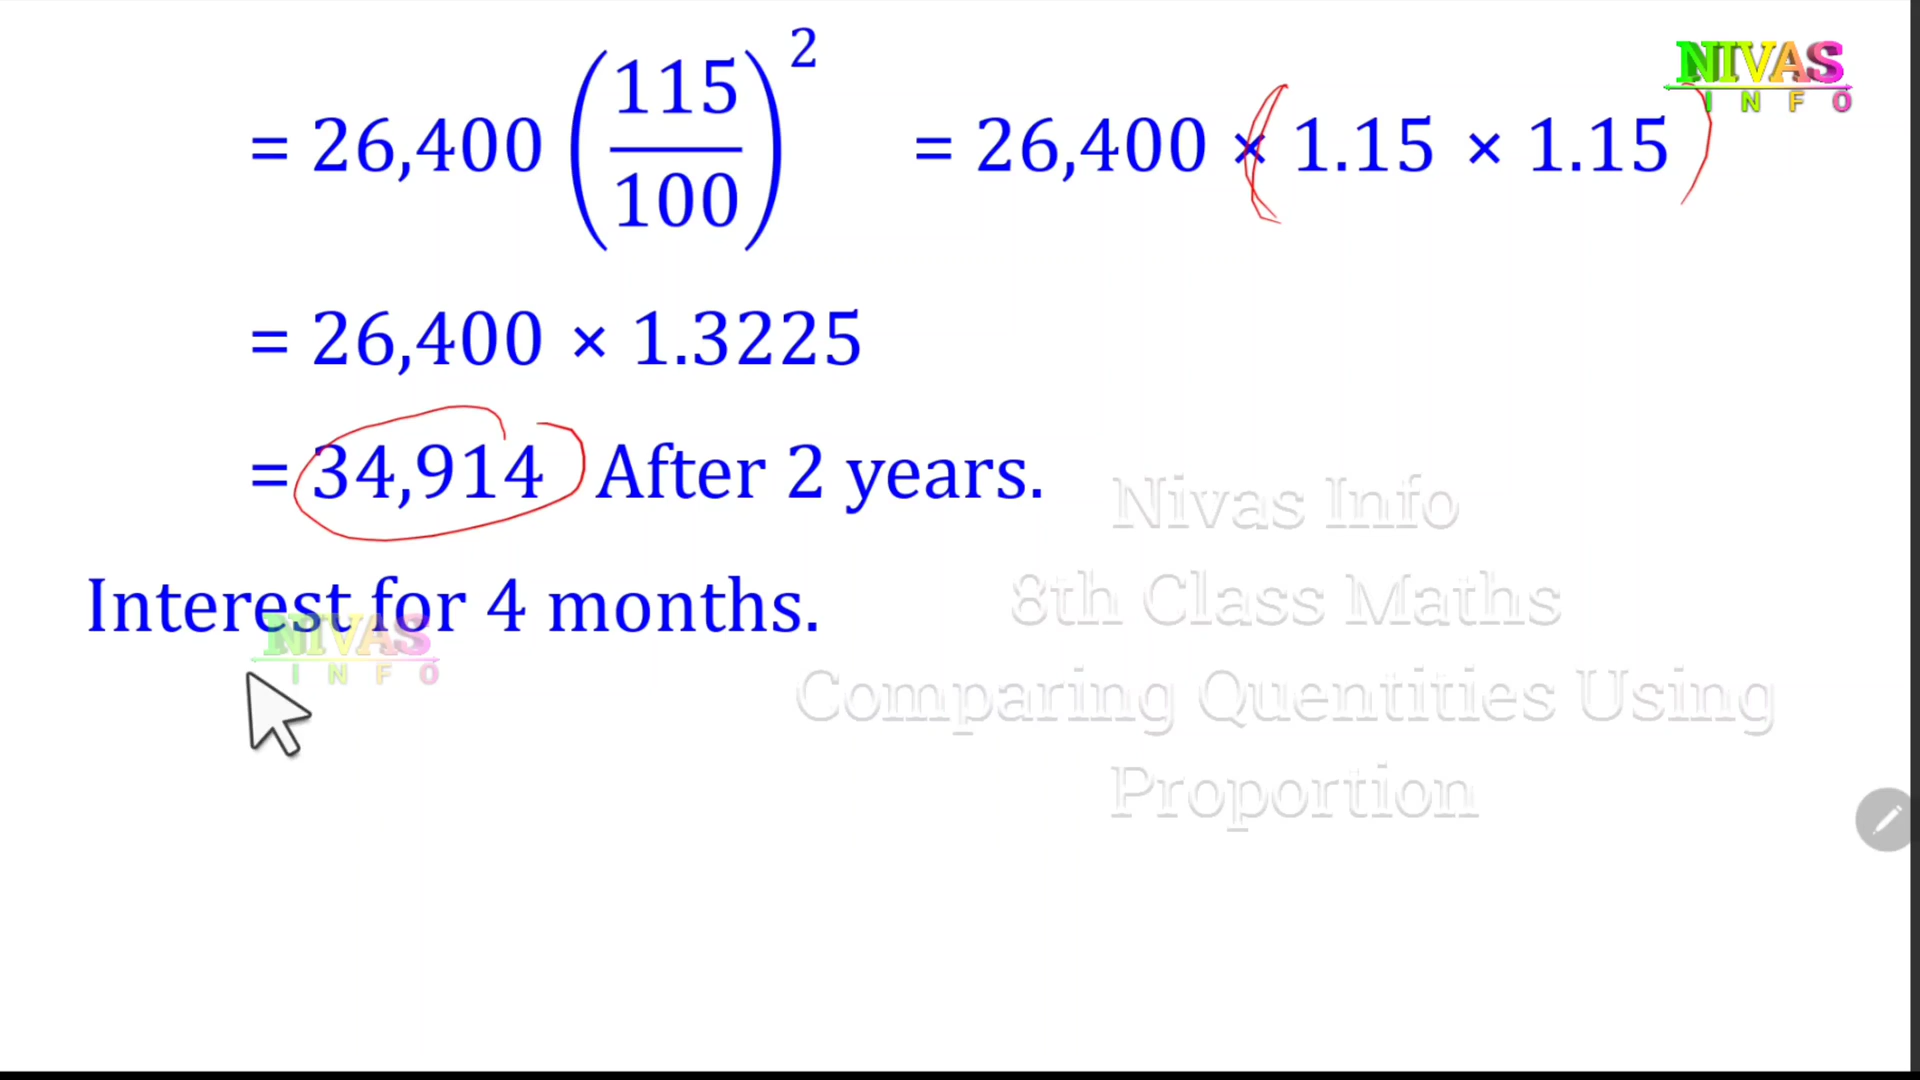 = 26,400 (115/100)² = 26,400 × 1.15 × 1.15
NIVAS
INFO
= 26,400 × 1.3225
= 34,914 After 2 years.
Nivas Info
Interest for 4 months.
8th Class Maths
NIVAS
INFO
Comparing Quentities Using
Proportion